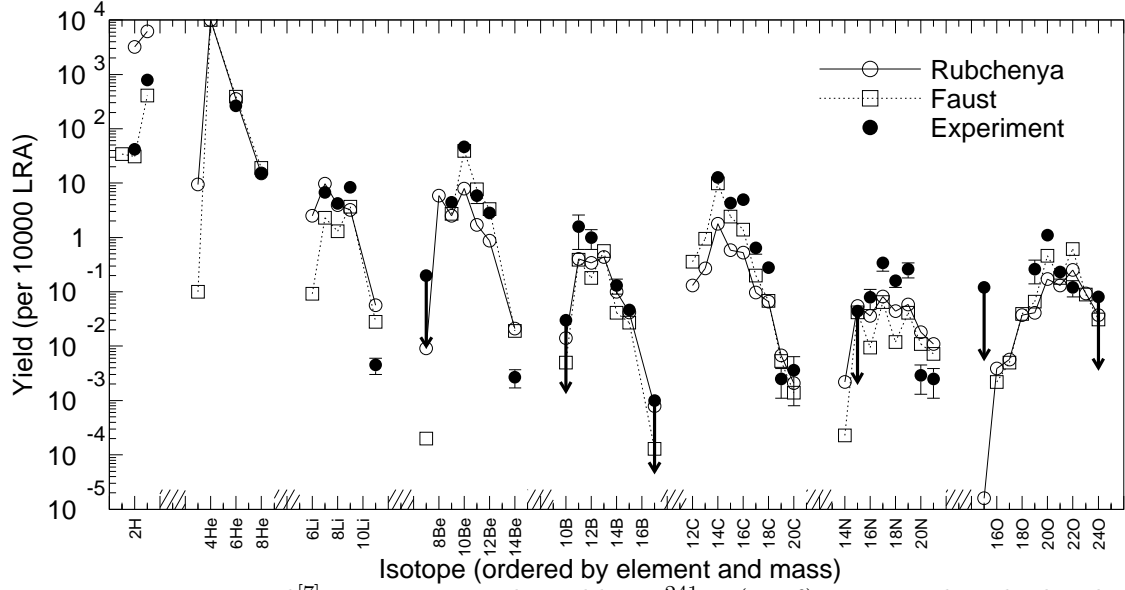 10 4
10 3
10 2
10
1
10 -1
10 -2
10 -3
10 -4
10 -5
Yield (per 10000 LRA)
Rubchenya
Faust
Experiment
2H
4He
6He
8He
6Li
8Li
10Li
8Be
10Be
12Be
14Be
10B
12B
14B
16B
12C
14C
16C
18C
20C
14N
16N
18N
20N
16O
18O
20O
22O
24O
Isotope (ordered by element and mass)